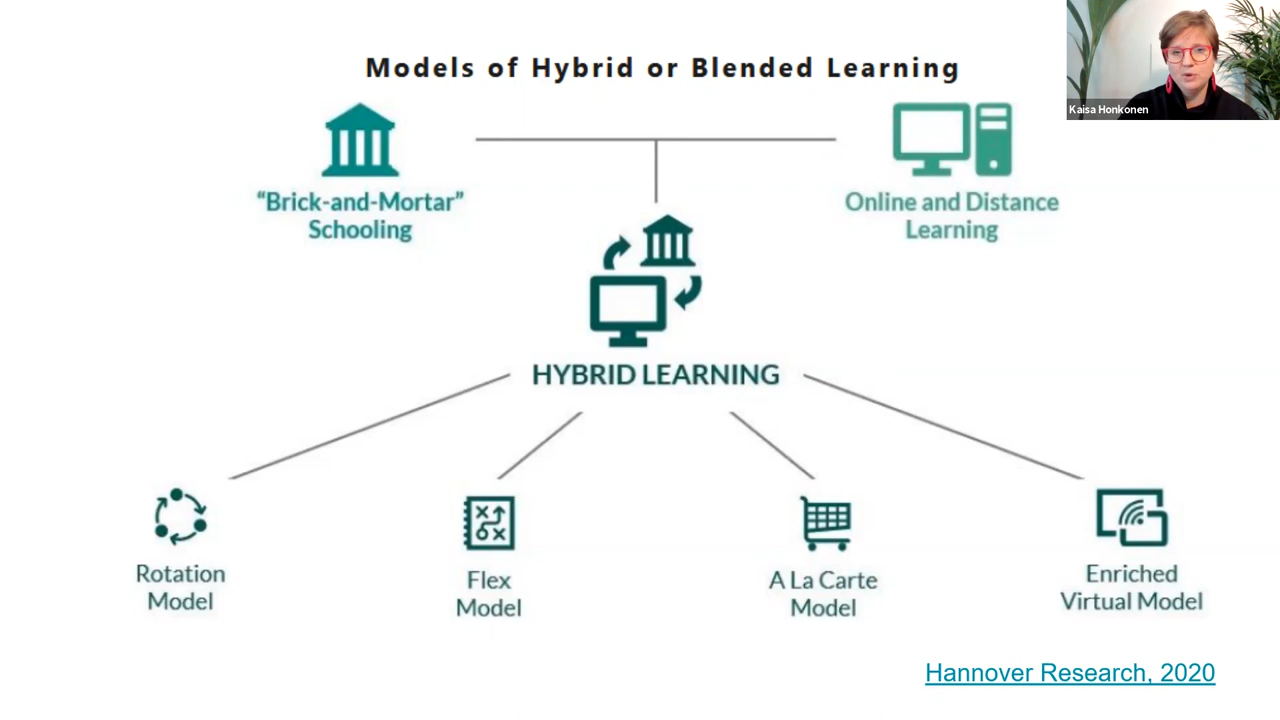 Models of Hybrid or Blended Learning
Kaisa Honkonen
“Brick-and-Mortar”
Schooling
Online and Distance
Learning
HYBRID LEARNING
Rotation
Model
Flex
Model
A La Carte
Model
Enriched
Virtual Model
Hannover Research, 2020